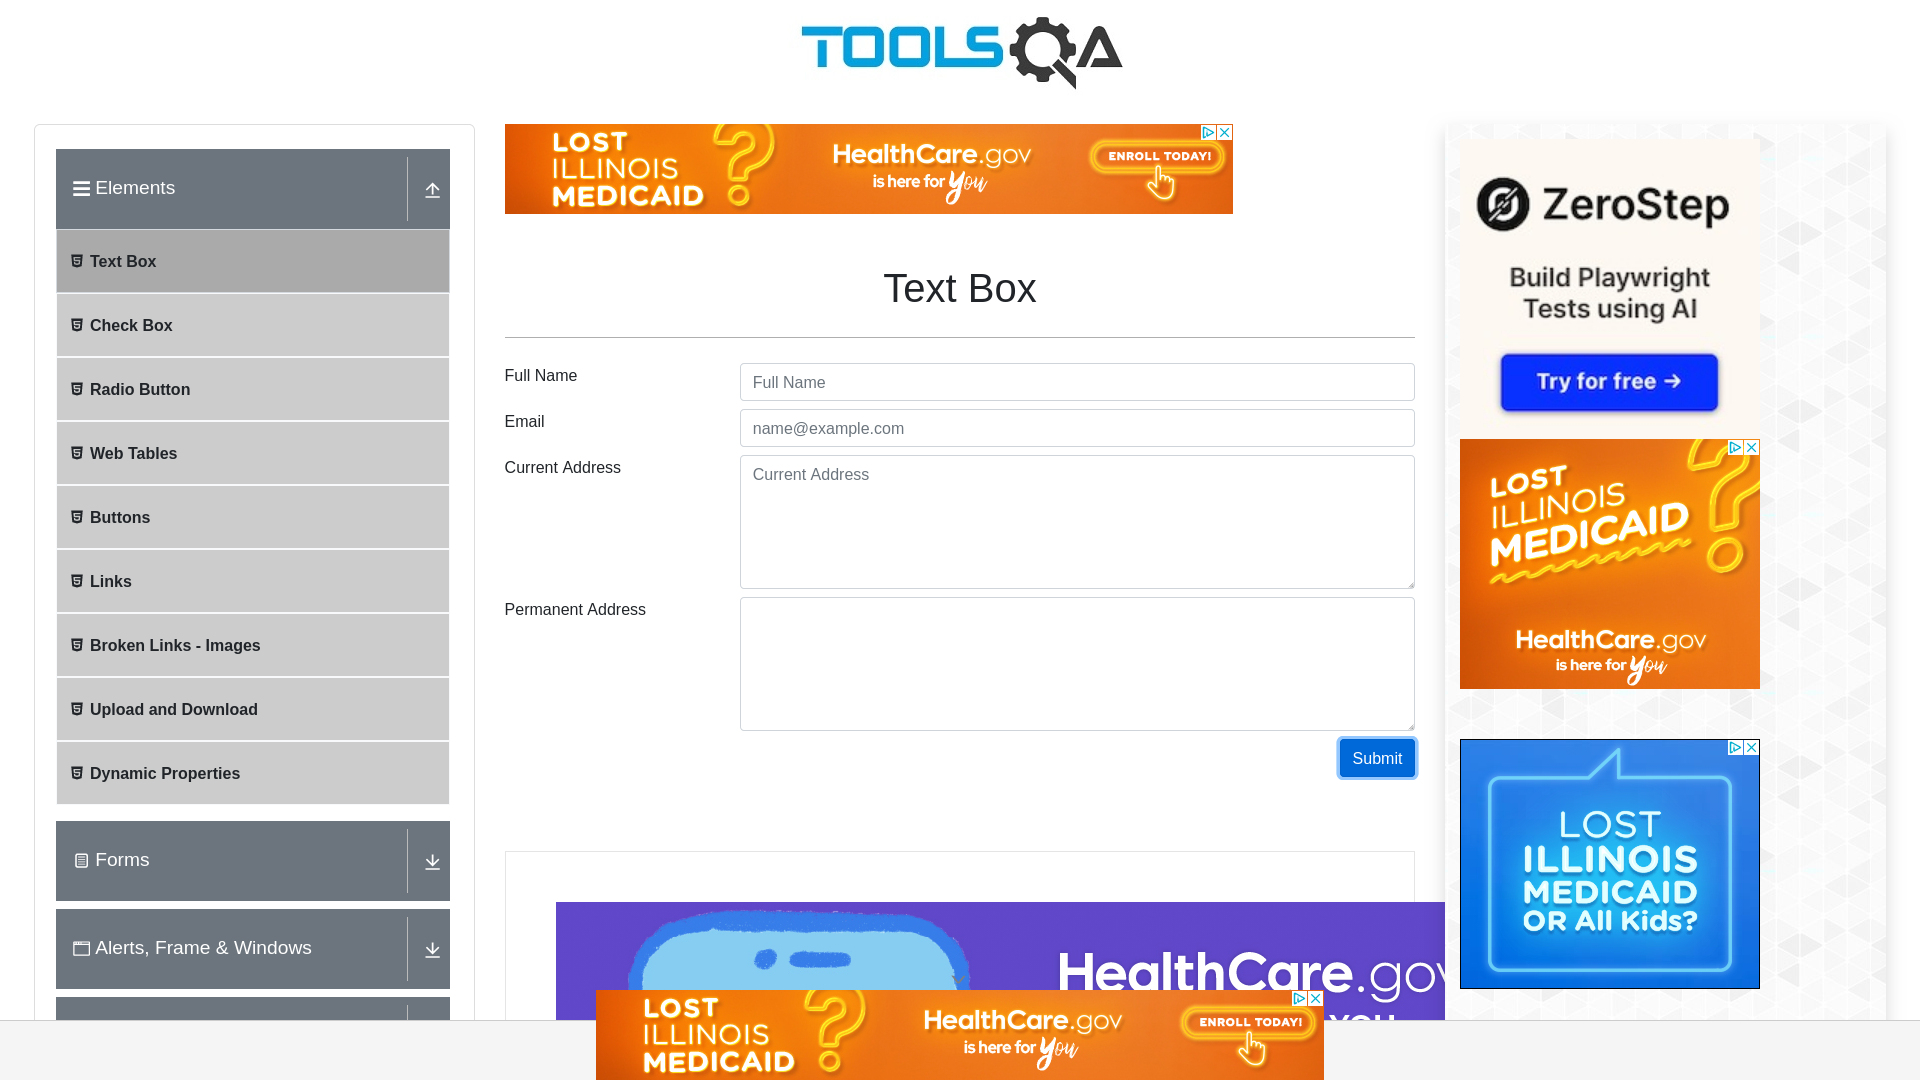 TOOLSQA
Elements
Text Box
Check Box
Radio Button
Web Tables
Buttons
Links
Broken Links - Images
Upload and Download
Dynamic Properties
Forms
Alerts, Frame & Windows
LOST
ILLINOIS
MEDICAID
HealthCare.gov
is here for you
ENROLL TODAY!
Text Box
Full Name
Full Name
Email
name@example.com
Current Address
Current Address
Permanent Address
Submit
HealthCare.gov
LOST
ILLINOIS
MEDICAID
HealthCare.gov
is here for you
ENROLL TODAY!
ZeroStep
Build Playwright
Tests using AI
Try for free →
LOST
ILLINOIS
MEDICAID
HealthCare.gov
is here for you
LOST
ILLINOIS
MEDICAID
OR All Kids?